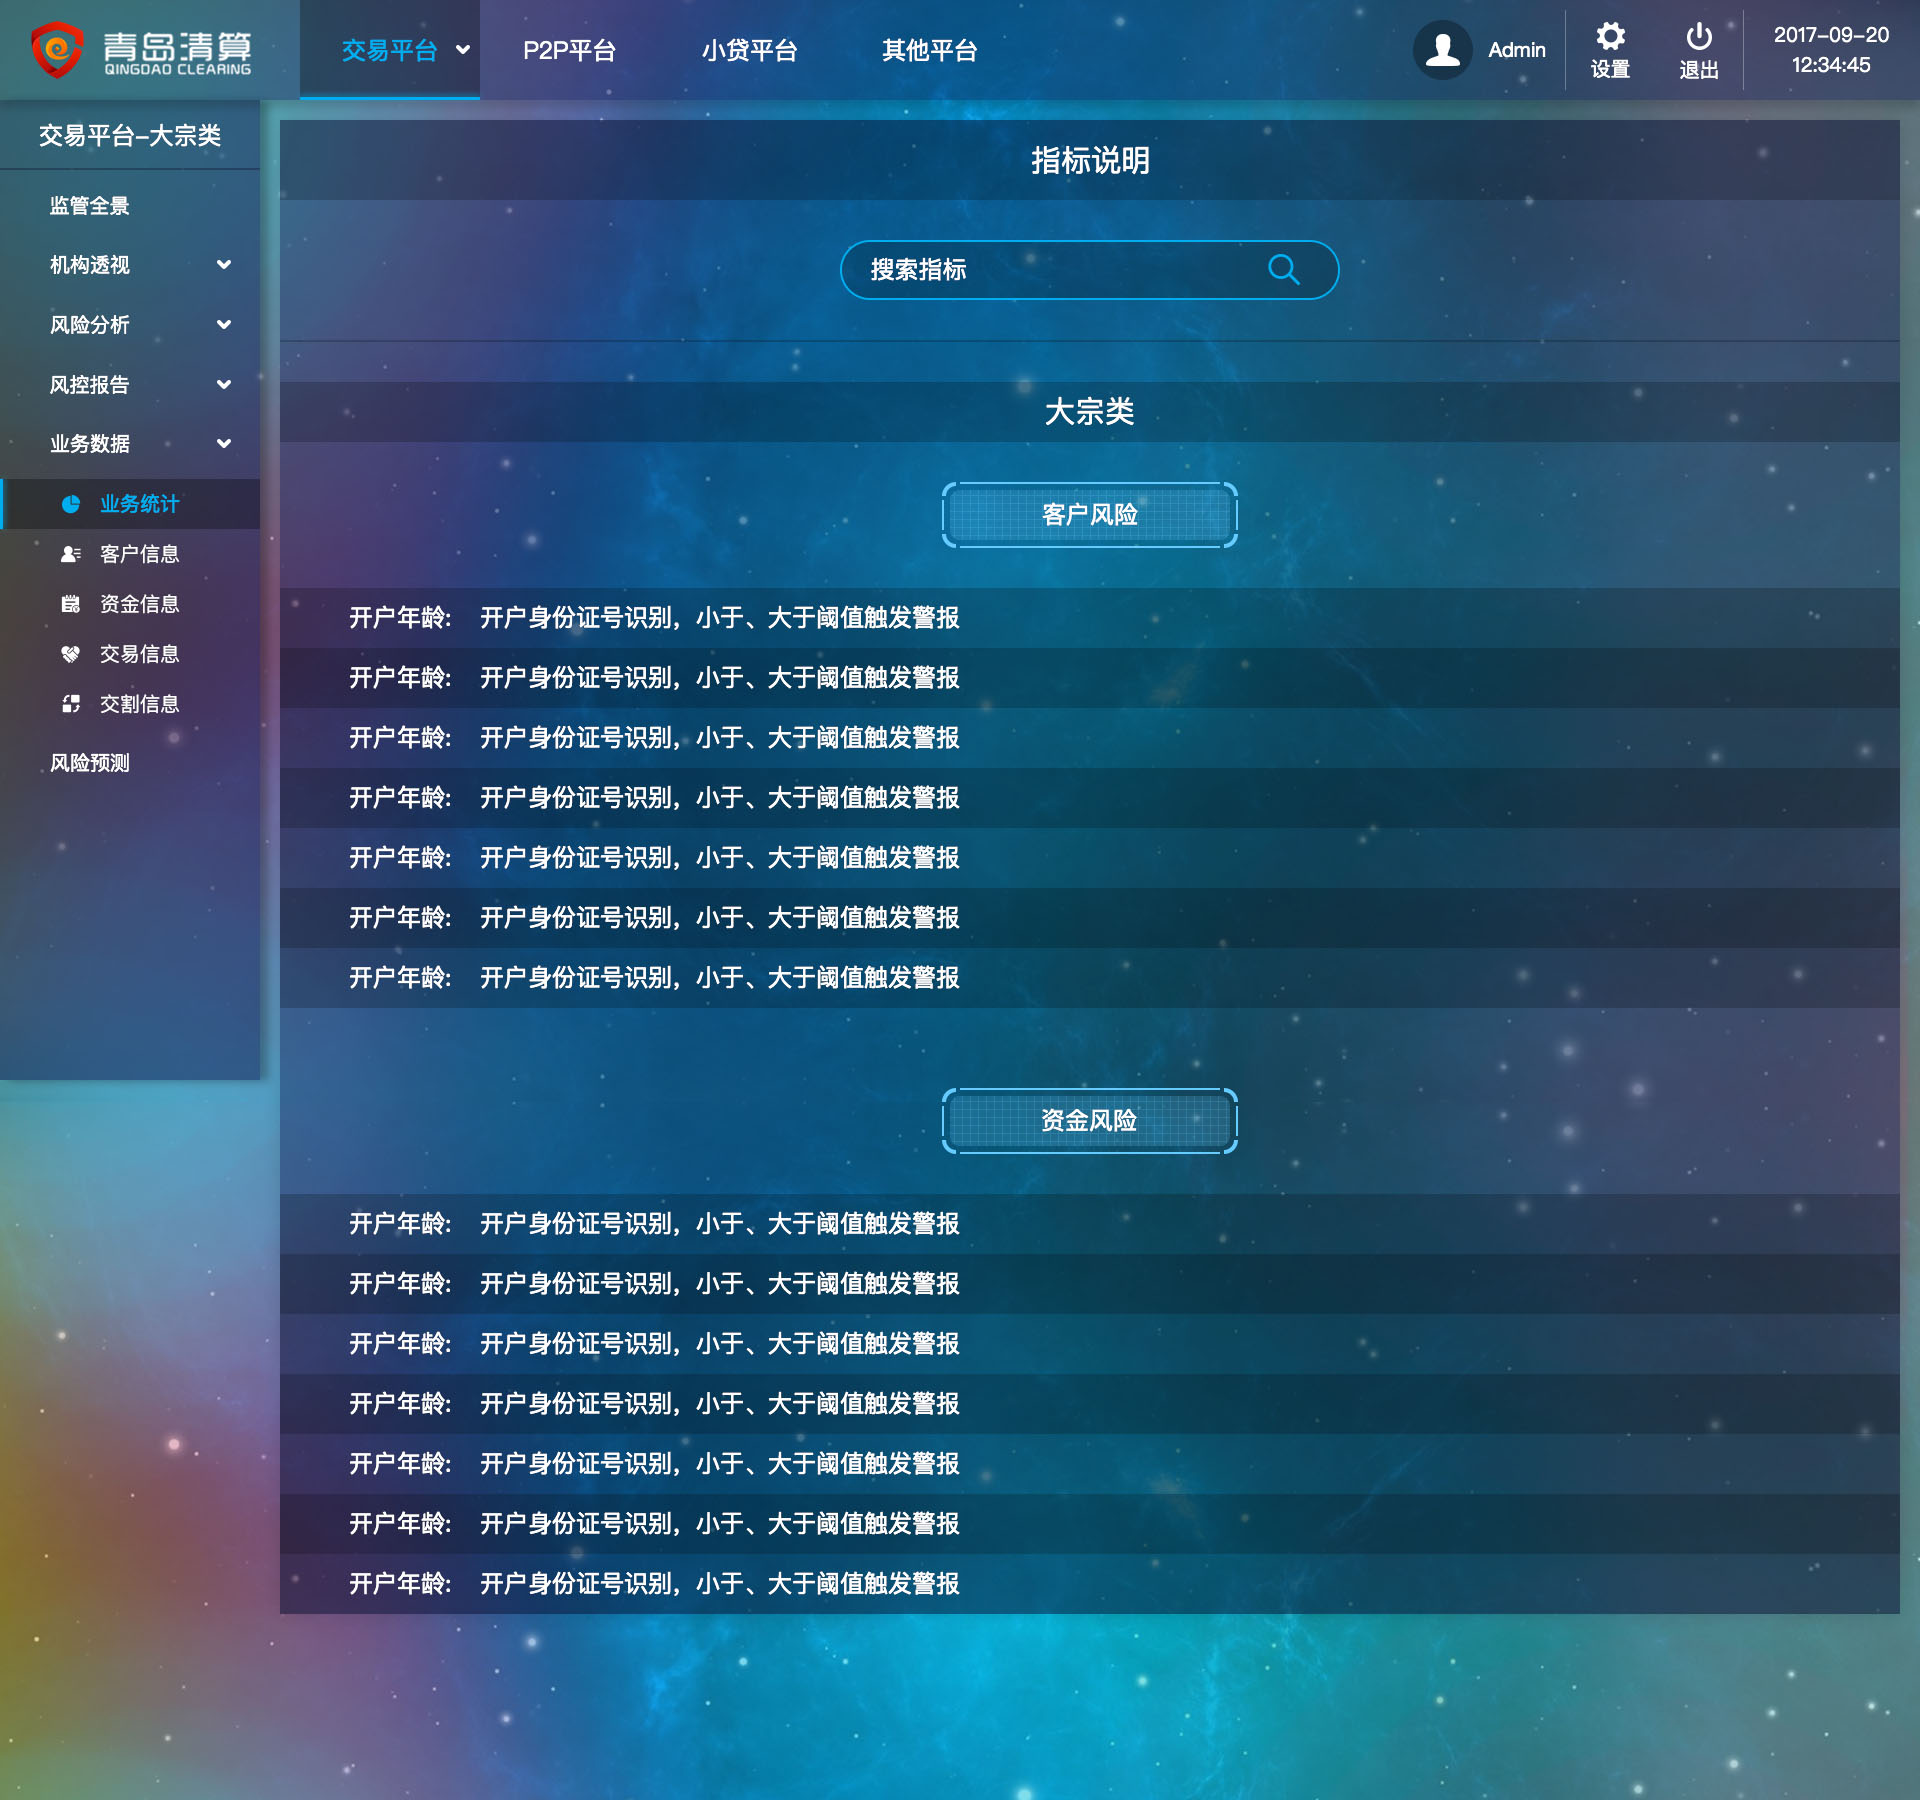 青岛清算
QINGDAO CLEARING
交易平台
P2P平台
小贷平台
其他平台
Admin
设置
退出
2017-09-20
12:34:45
交易平台-大宗类
监管全景
机构透视
风险分析
风控报告
业务数据
业务统计
客户信息
资金信息
交易信息
交割信息
风险预测
指标说明
搜索指标
大宗类
客户风险
开户年龄: 开户身份证号识别，小于、大于阈值触发警报
开户年龄: 开户身份证号识别，小于、大于阈值触发警报
开户年龄: 开户身份证号识别，小于、大于阈值触发警报
开户年龄: 开户身份证号识别，小于、大于阈值触发警报
开户年龄: 开户身份证号识别，小于、大于阈值触发警报
开户年龄: 开户身份证号识别，小于、大于阈值触发警报
开户年龄: 开户身份证号识别，小于、大于阈值触发警报
资金风险
开户年龄: 开户身份证号识别，小于、大于阈值触发警报
开户年龄: 开户身份证号识别，小于、大于阈值触发警报
开户年龄: 开户身份证号识别，小于、大于阈值触发警报
开户年龄: 开户身份证号识别，小于、大于阈值触发警报
开户年龄: 开户身份证号识别，小于、大于阈值触发警报
开户年龄: 开户身份证号识别，小于、大于阈值触发警报
开户年龄: 开户身份证号识别，小于、大于阈值触发警报